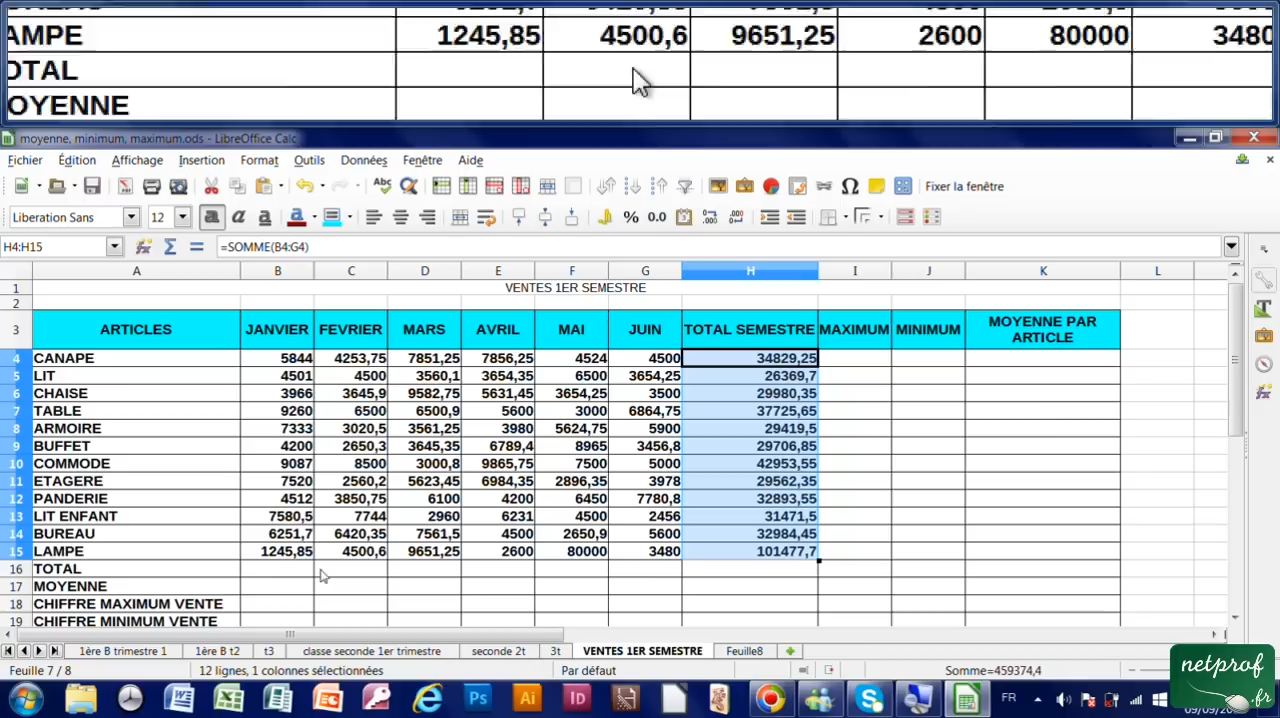 AMPE 1245,85 4500,6 9651,25 2600 80000 3480
OTAL
OYENNE
moyenne, minimum, maximum.ods - LibreOffice Calc
Fichier Édition Affichage Insertion Format Outils Données Fenêtre Aide
Fixer la fenêtre
Liberation Sans 12
H4:H15 =SOMME(B4:G4)
A B C D E F G H I J K L
1 VENTES 1ER SEMESTRE
2
3 ARTICLES JANVIER FEVRIER MARS AVRIL MAI JUIN TOTAL SEMESTRE MAXIMUM MINIMUM MOYENNE PAR ARTICLE
4 CANAPE 5844 4253,75 7851,25 7856,25 4524 4500 34829,25
5 LIT 4501 4500 3560,1 3654,35 6500 3654,25 26369,7
6 CHAISE 3966 3645,9 9582,75 5631,45 3654,25 3500 29980,35
7 TABLE 9260 6500 6500,9 5600 3000 6864,75 37725,65
8 ARMOIRE 7333 3020,5 3561,25 3980 5624,75 5900 29419,5
9 BUFFET 4200 2650,3 3645,35 6789,4 8965 3456,8 29706,85
10 COMMODE 9087 8500 3000,8 9865,75 7500 5000 42953,55
11 ETAGERE 7520 2560,2 5623,45 6984,35 2896,35 3978 29562,35
12 PANDERIE 4512 3850,75 6100 4200 6450 7780,8 32893,55
13 LIT ENFANT 7580,5 7744 2960 6231 4500 2456 31471,5
14 BUREAU 6251,7 6420,35 7561,5 4500 2650,9 5600 32984,45
15 LAMPE 1245,85 4500,6 9651,25 2600 80000 3480 101477,7
16 TOTAL
17 MOYENNE
18 CHIFFRE MAXIMUM VENTE
19 CHIFFRE MINIMUM VENTE
1ère B trimestre 1 1ère B t2 t3 classe seconde 1er trimestre seconde 2t 3t VENTES 1ER SEMESTRE Feuille8
Feuille 7 / 8 12 lignes, 1 colonnes sélectionnées Par défaut Somme=459374,4
netprof
.fr
FR